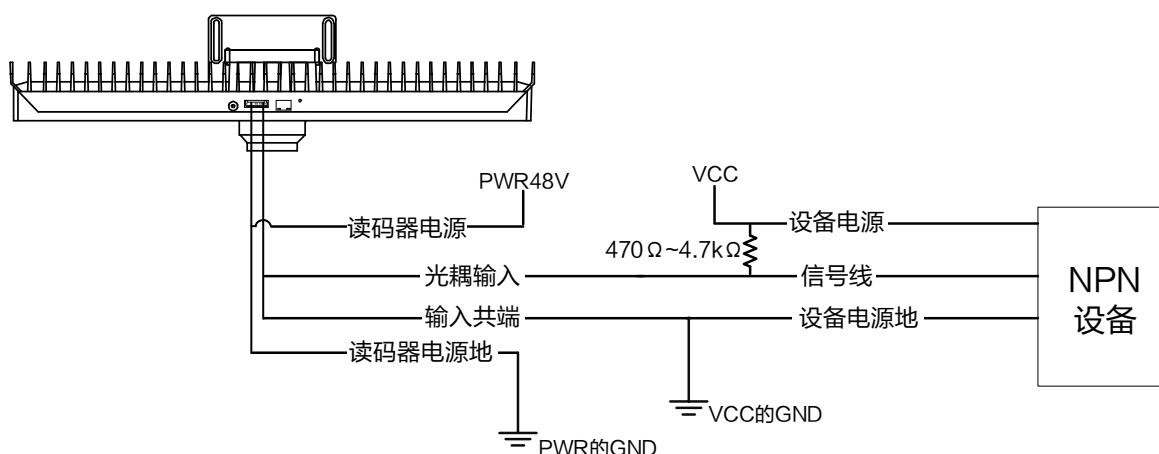 PWR48V
VCC
读码器电源
设备电源
470Ω~4.7kΩ
光耦输入
信号线
NPN
设备
输入共端
设备电源地
读码器电源地
VCC的GND
PWR的GND